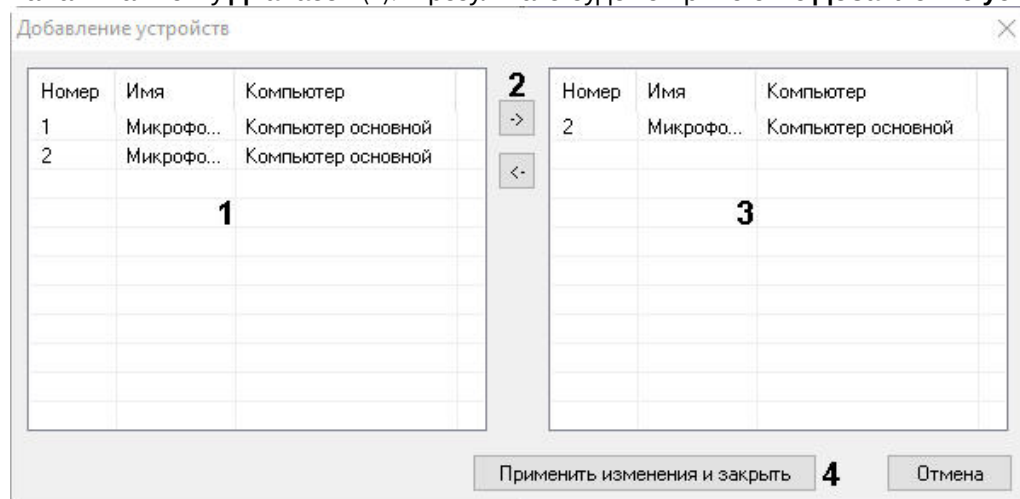 Добавление устройств
Номер Имя Компьютер
1 Микрофо... Компьютер основной
2 Микрофо... Компьютер основной
1
2
->
<-
Номер Имя Компьютер
2 Микрофо... Компьютер основной
3
Применить изменения и закрыть 4 Отмена